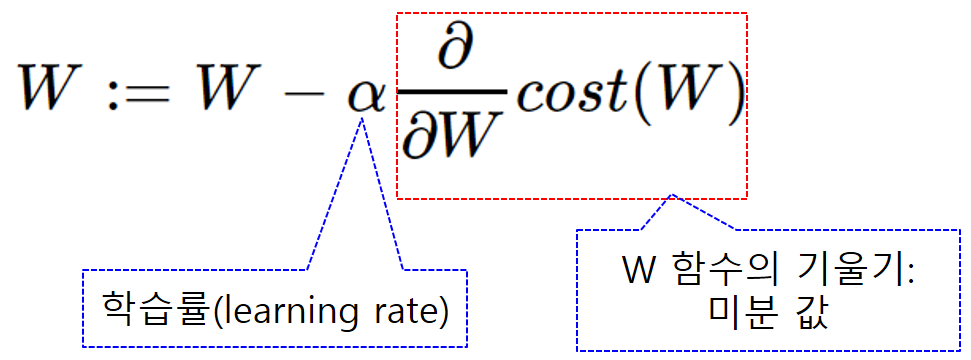 W := W − α ∂/∂W cost(W)
학습률(learning rate)
W 함수의 기울기:
미분 값